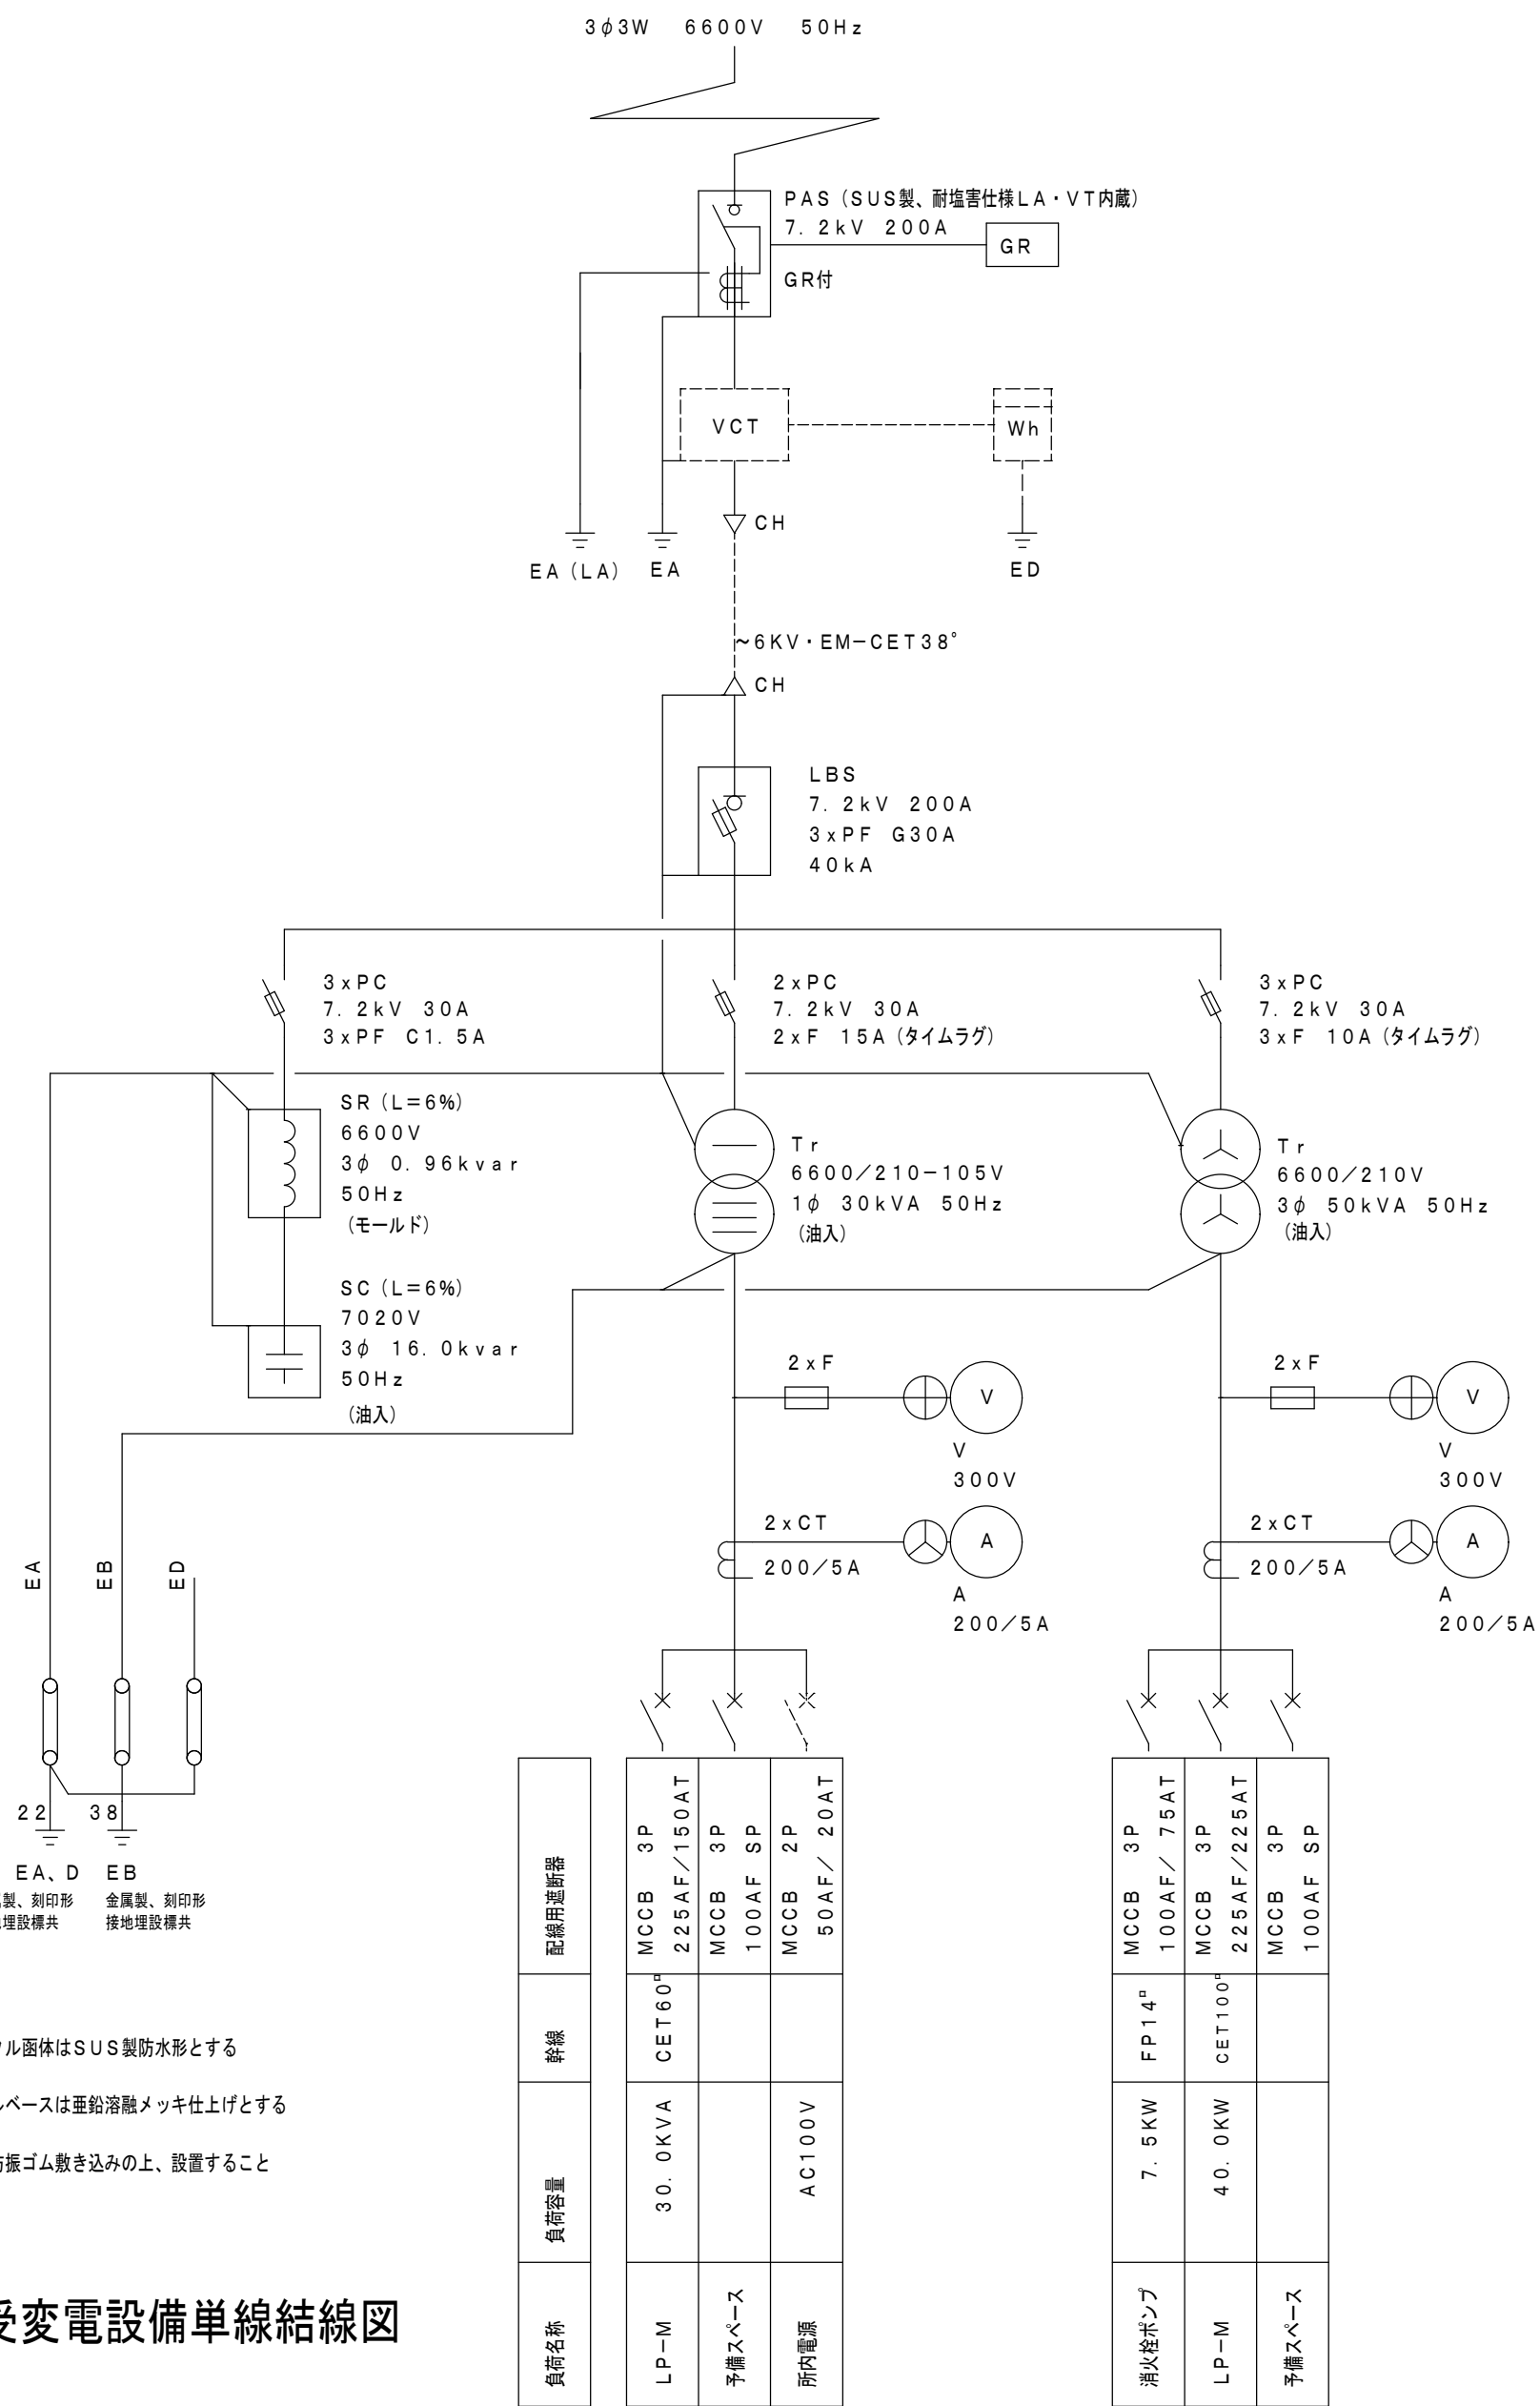 3φ3W 6600V 50Hz
PAS（SUS製、耐塩害仕様LA・VT内蔵）
7.2kV 200A
GR
GR付
VCT
Wh
CH
EA（LA）
EA
ED
~6KV・EM－CET38°
CH
LBS
7.2kV 200A
3xPF G30A
40kA
3xPC
7.2kV 30A
3xPF C1.5A
2xPC
7.2kV 30A
2xF 15A（タイムラグ）
3xPC
7.2kV 30A
3xF 10A（タイムラグ）
SR（L＝6%）
6600V
3φ 0.96kvar
50Hz
（モールド）
Tr
6600／210－105V
1φ 30kVA 50Hz
（油入）
Tr
6600／210V
3φ 50kVA 50Hz
（油入）
SC（L＝6%）
7020V
3φ 16.0kvar
50Hz
（油入）
2xF
V
V
300V
2xCT
200／5A
A
A
200／5A
2xF
V
V
300V
2xCT
200／5A
A
A
200／5A
EA
EB
ED
22
38
EA、D
EB
製、刻印形
埋設標共
金属製、刻印形
接地埋設標共
ル函体はSUS製防水形とする
ベースは亜鉛溶融メッキ仕上げとする
防振ゴム敷き込みの上、設置すること
受変電設備単線結線図
配線用遮断器
幹線
負荷容量
負荷名称
MCCB 3P
225AF／150AT
CET60□
30.0KVA
LP－M
MCCB 3P
100AF SP
予備スペース
MCCB 2P
50AF／ 20AT
AC100V
所内電源
MCCB 3P
100AF／ 75AT
FP14□
7.5KW
消火栓ポンプ
MCCB 3P
225AF／225AT
CET100□
40.0KW
LP－M
MCCB 3P
100AF SP
予備スペース